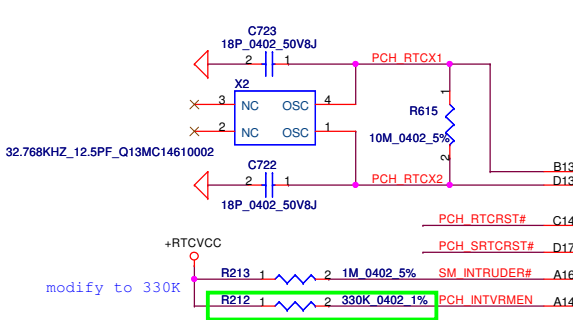 C723
18P_0402_50V8J
2 1
PCH_RTCX1
X2
3 NC OSC 4
2 NC OSC 1
1
R615
10M_0402_5%
2
32.768KHZ_12.5PF_Q13MC14610002
C722
2 1
18P_0402_50V8J
PCH_RTCX2
B13
D13
PCH_RTCRST# C14
PCH_SRTCRST# D17
+RTCVCC
R213 1 2 1M_0402_5% SM_INTRUDER# A16
modify to 330K
R212 1 2 330K_0402_1% PCH_INTVRMEN A14